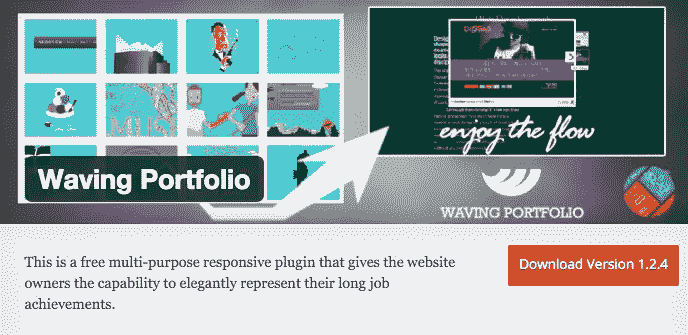 enjoy the flow
Waving Portfolio
WAVING PORTFOLIO
This is a free multi-purpose responsive plugin that gives the website
owners the capability to elegantly represent their long job
achievements.
Download Version 1.2.4